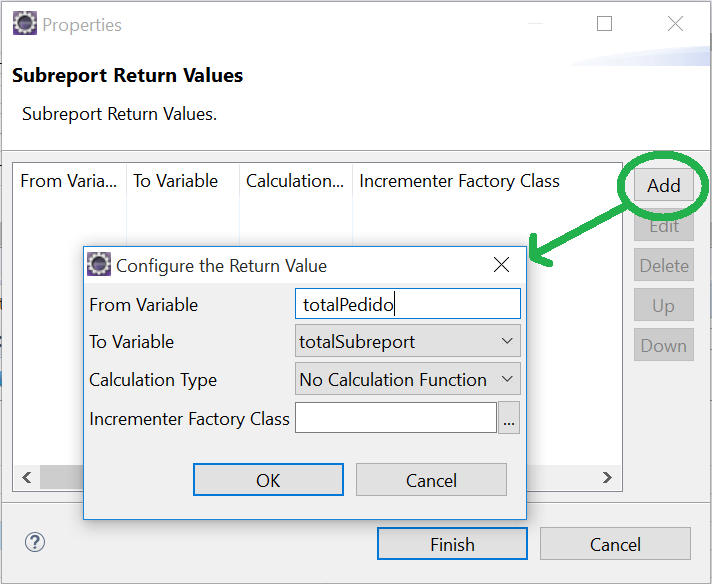 Properties
Subreport Return Values
Subreport Return Values.
From Varia... To Variable Calculation... Incrementer Factory Class
Add
Edit
Delete
Up
Down
Configure the Return Value
From Variable totalPedido
To Variable totalSubreport
Calculation Type No Calculation Function
Incrementer Factory Class ...
OK Cancel
Finish Cancel